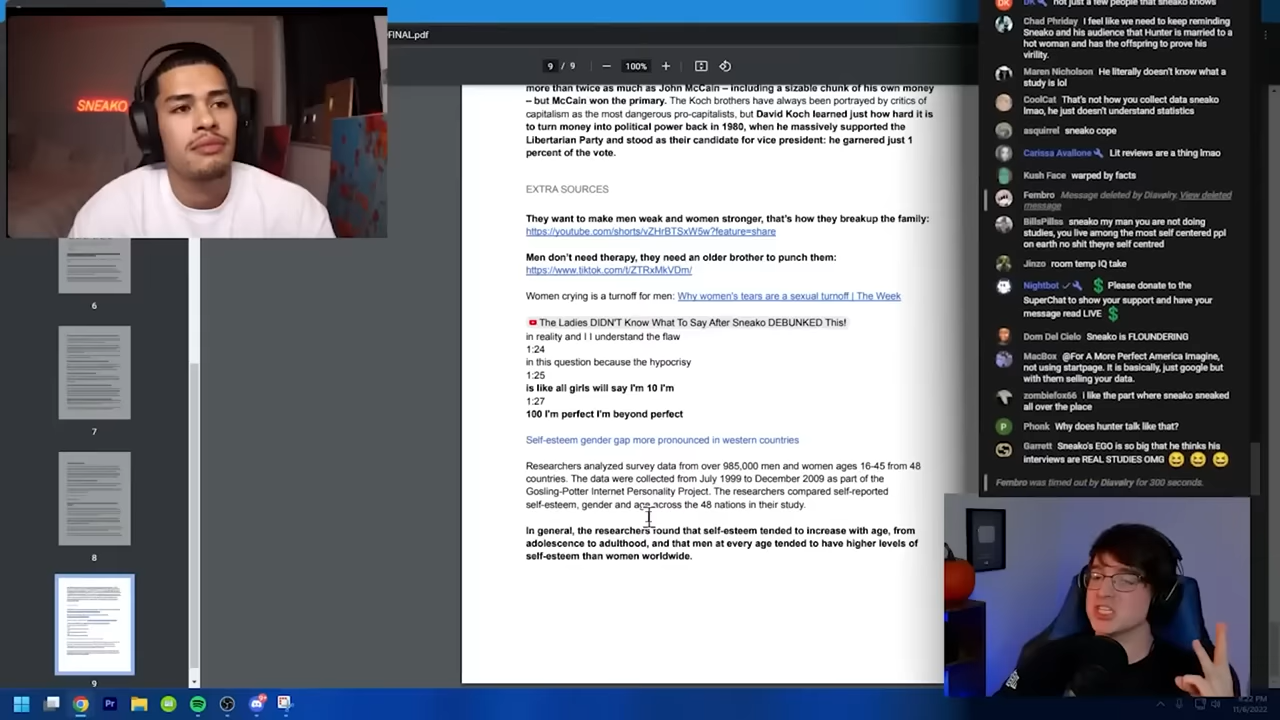 SNEAKO
FINAL.pdf
9 / 9
100%
6
7
8
9
more than twice as much as John McCain – including a sizable chunk of his own money
– but McCain won the primary. The Koch brothers have always been portrayed by critics of
capitalism as the most dangerous pro-capitalists, but David Koch learned just how hard it is
to turn money into political power back in 1980, when he massively supported the
Libertarian Party and stood as their candidate for vice president: he garnered just 1
percent of the vote.
EXTRA SOURCES
They want to make men weak and women stronger, that's how they breakup the family:
https://youtube.com/shorts/vZHrBTSxW5w?feature=share
Men don't need therapy, they need an older brother to punch them:
https://www.tiktok.com/t/ZTRxMkVDm/
Women crying is a turnoff for men: Why women's tears are a sexual turnoff | The Week
The Ladies DIDN'T Know What To Say After Sneako DEBUNKED This!
in reality and I I understand the flaw
1:24
in this question because the hypocrisy
1:25
is like all girls will say I'm 10 I'm
1:27
100 I'm perfect I'm beyond perfect
Self-esteem gender gap more pronounced in western countries
Researchers analyzed survey data from over 985,000 men and women ages 16-45 from 48
countries. The data were collected from July 1999 to December 2009 as part of the
Gosling-Potter Internet Personality Project. The researchers compared self-reported
self-esteem, gender and age across the 48 nations in their study.
In general, the researchers found that self-esteem tended to increase with age, from
adolescence to adulthood, and that men at every age tended to have higher levels of
self-esteem than women worldwide.
DK not just a few people that sneako knows
Chad Phriday I feel like we need to keep reminding
Sneako and his audience that Hunter is married to a
hot woman and has the offspring to prove his
virility.
Maren Nicholson He literally doesn't know what a
study is lol
CoolCat That's not how you collect data sneako
lmao, he just doesn't understand statistics
asquirrel sneako cope
Carissa Avallone Lit reviews are a thing lmao
Kush Face warped by facts
Fembro Message deleted by Diavølry. View deleted
message
BillsPillss sneako my man you are not doing
studies, you live among the most self centered ppl
on earth no shit theyre self centred
Jinzo room temp IQ take
Nightbot Please donate to the
SuperChat to show your support and have your
message read LIVE
Dom Del Cielo Sneako is FLOUNDERING
MacBox @For A More Perfect America Imagine,
not using startpage. It is basically, just google but
with them selling your data.
zombiefox66 I like the part where sneako sneaked
all over the place
P
Phonk Why does hunter talk like that?
Garrett Sneako's EGO is so big that he thinks his
interviews are REAL STUDIES OMG
Fembro was timed out by Diavølry for 300 seconds.
Pr
11/6/2022